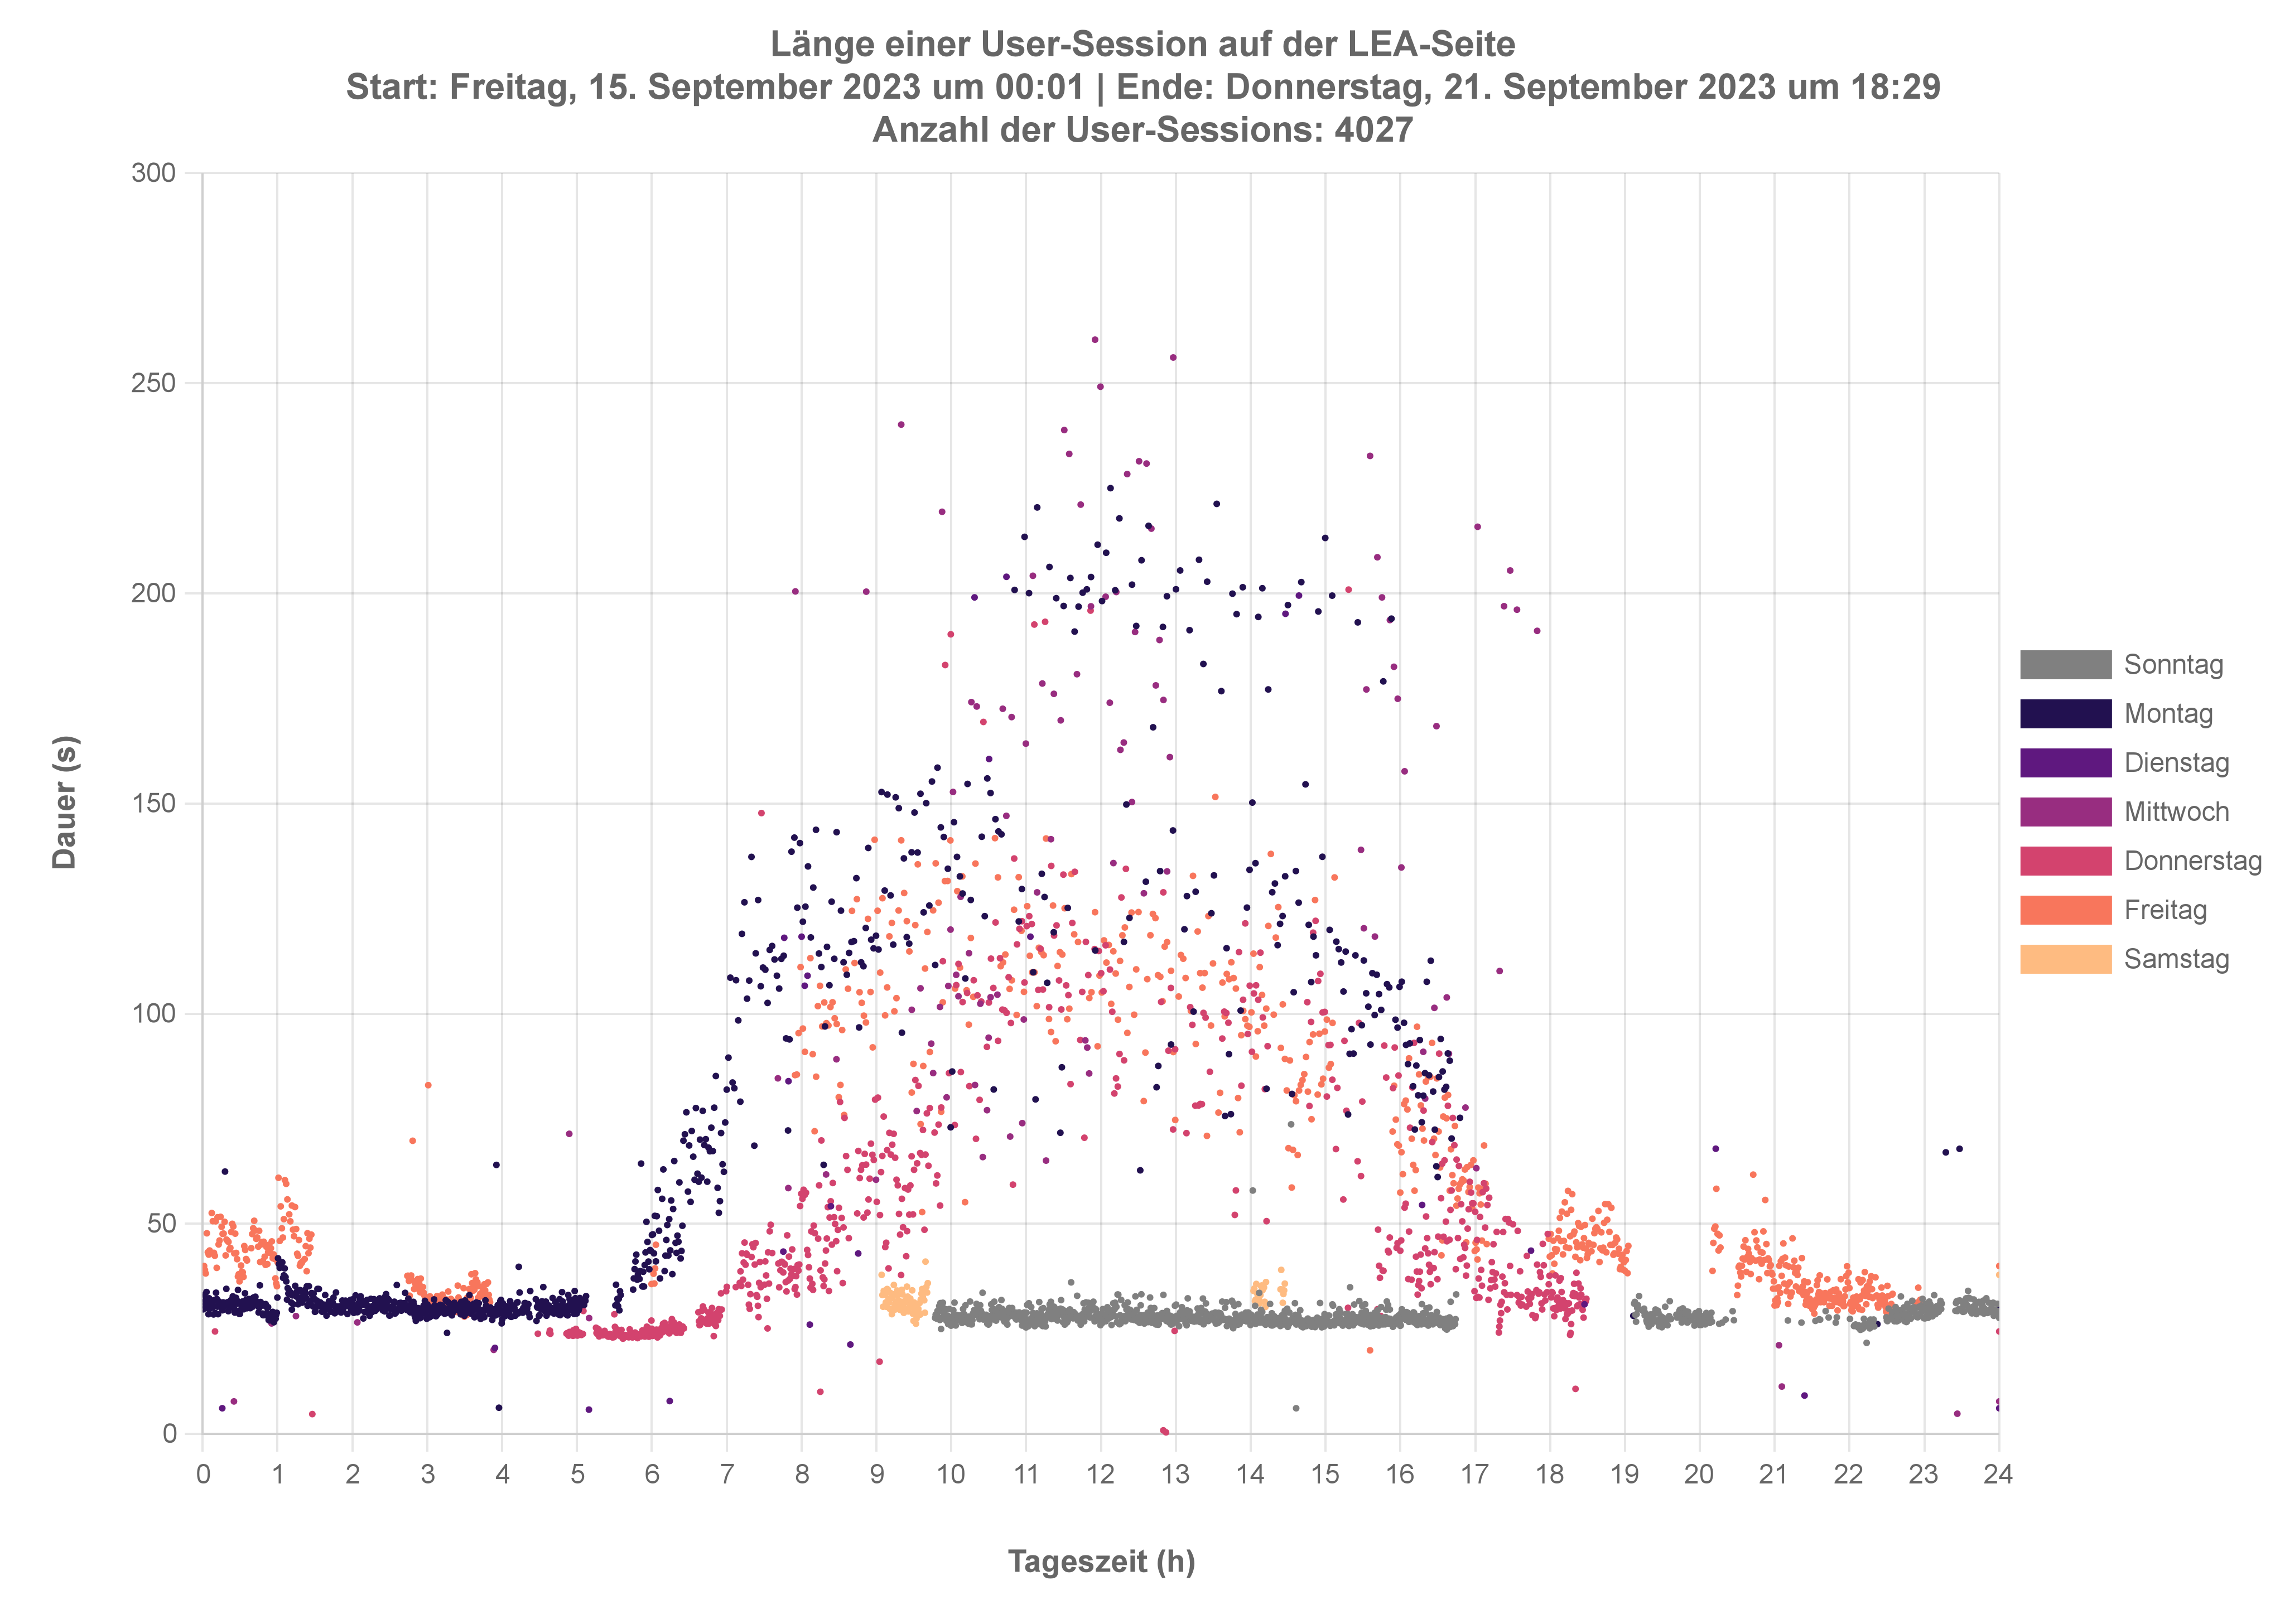 Länge einer User-Session auf der LEA-Seite
Start: Freitag, 15. September 2023 um 00:01 | Ende: Donnerstag, 21. September 2023 um 18:29
Anzahl der User-Sessions: 4027
300
250
200
150
100
50
0
Dauer (s)
0 1 2 3 4 5 6 7 8 9 10 11 12 13 14 15 16 17 18 19 20 21 22 23 24
Tageszeit (h)
Sonntag
Montag
Dienstag
Mittwoch
Donnerstag
Freitag
Samstag